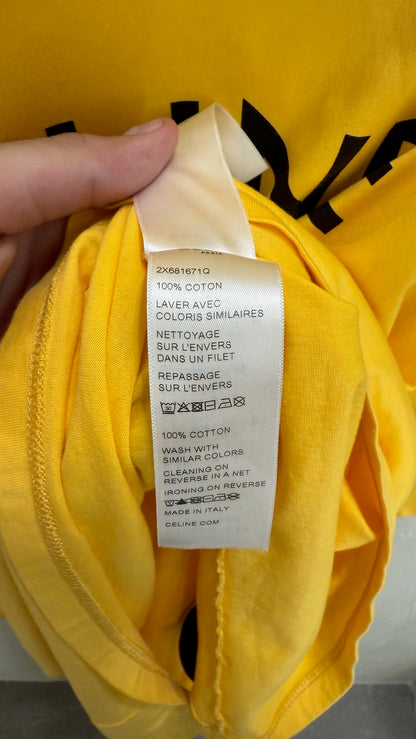 PARIS
2X681671Q
100% COTON
LAVER AVEC
COLORIS SIMILAIRES
NETTOYAGE
SUR L'ENVERS
DANS UN FILET
REPASSAGE
SUR L'ENVERS
100% COTTON
WASH WITH
SIMILAR COLORS
CLEANING ON
REVERSE IN A NET
IRONING ON REVERSE
MADE IN ITALY
CELINE.COM